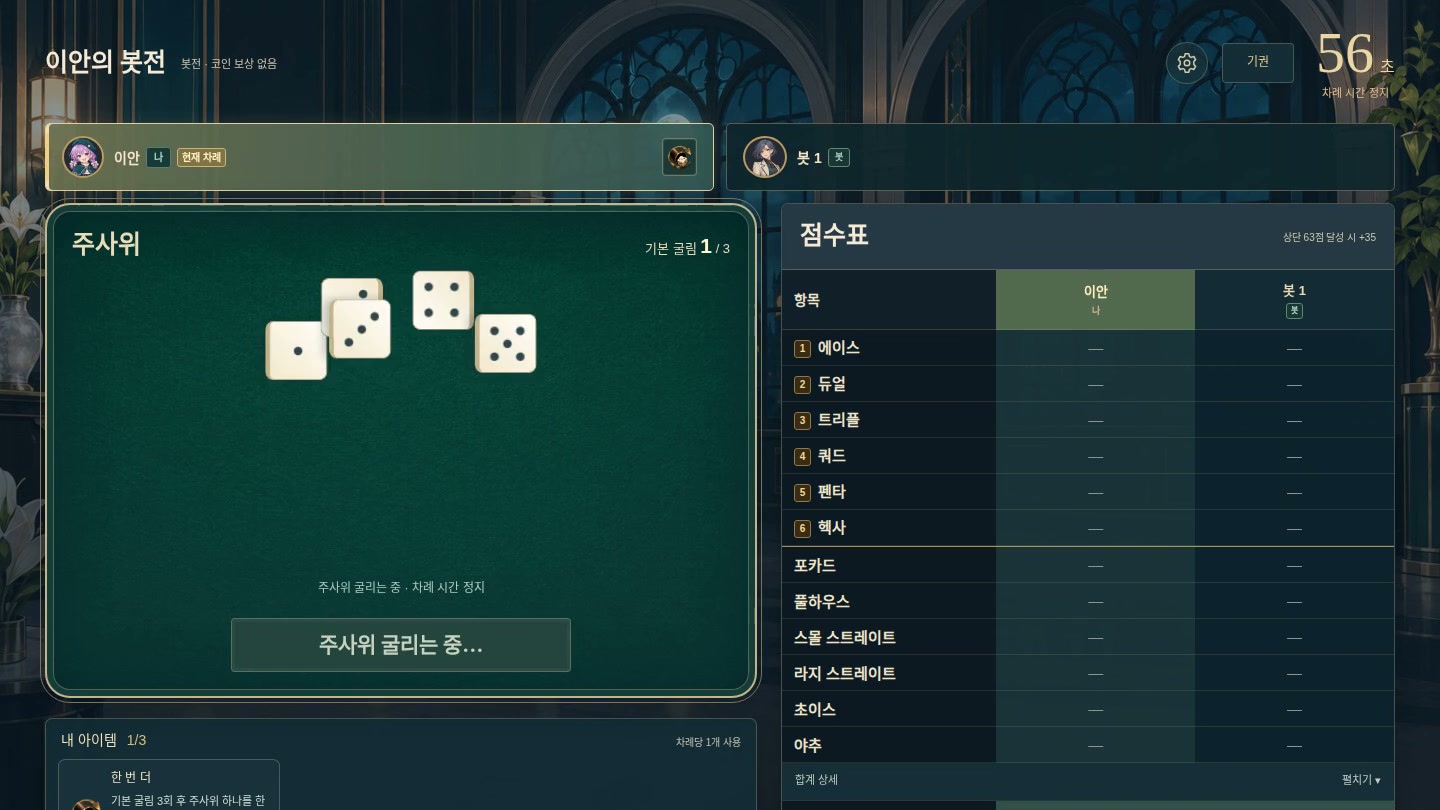 이안의 봇전
봇전 · 코인 보상 없음
기권
56 초
차례 시간 정지
이안 나 현재 차례
봇 1 봇
주사위
기본 굴림 1 / 3
주사위 굴리는 중 · 차례 시간 정지
주사위 굴리는 중…
내 아이템 1/3
차례당 1개 사용
한 번 더
기본 굴림 3회 후 주사위 하나를 한
점수표
상단 63점 달성 시 +35
항목
이안
나
봇 1
봇
1 에이스 — —
2 듀얼 — —
3 트리플 — —
4 쿼드 — —
5 펜타 — —
6 헥사 — —
포카드 — —
풀하우스 — —
스몰 스트레이트 — —
라지 스트레이트 — —
초이스 — —
야추 — —
합계 상세 펼치기 ▾